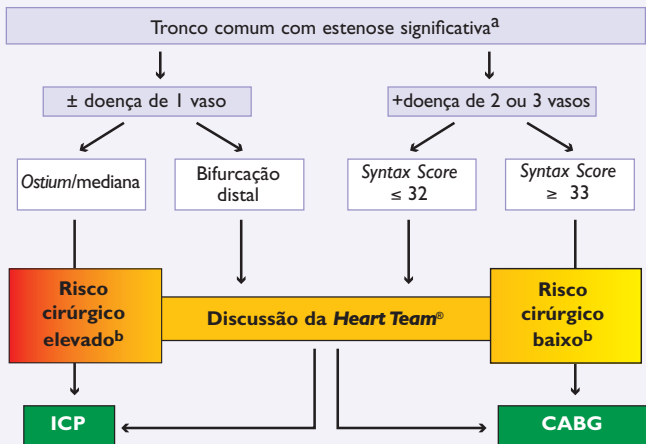 Tronco comum com estenose significativaᵃ
± doença de 1 vaso
+doença de 2 ou 3 vasos
Ostium/mediana
Bifurcação
distal
Syntax Score
≤ 32
Syntax Score
≥ 33
Risco
cirúrgico
elevadoᵇ
Discussão da Heart Team®
Risco
cirúrgico
baixoᵇ
ICP
CABG